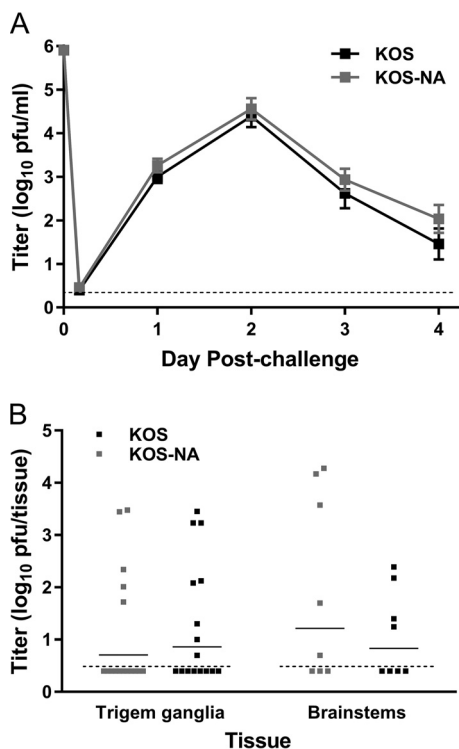 A
KOS
KOS-NA
Titer (log10 pfu/ml)
6
5
4
3
2
1
0
0 1 2 3 4
Day Post-challenge
B
KOS
KOS-NA
Titer (log10 pfu/tissue)
5
4
3
2
1
0
Trigem ganglia Brainstems
Tissue